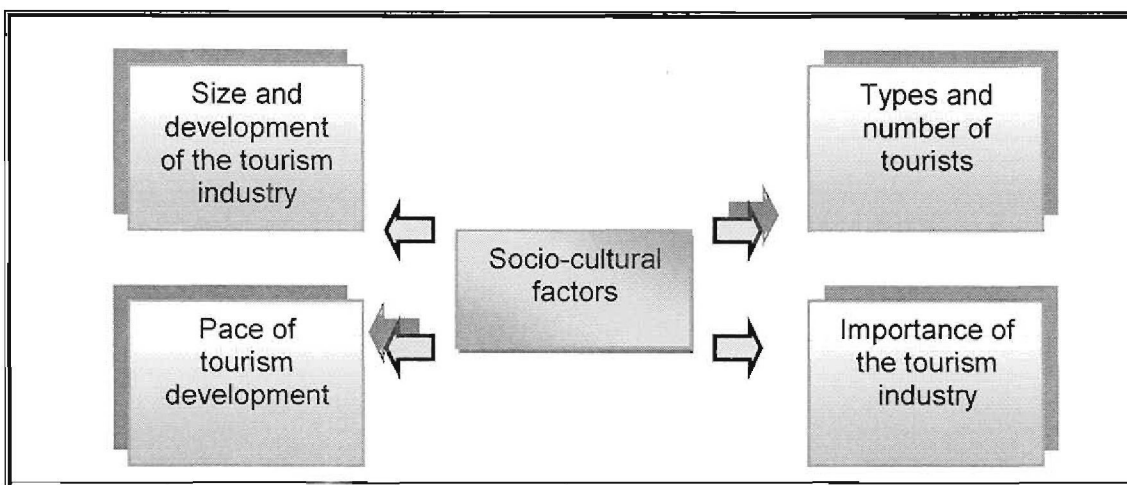 Size and
development
of the tourism
industry
Types and
number of
tourists
Socio-cultural
factors
Pace of
tourism
development
Importance of
the tourism
industry